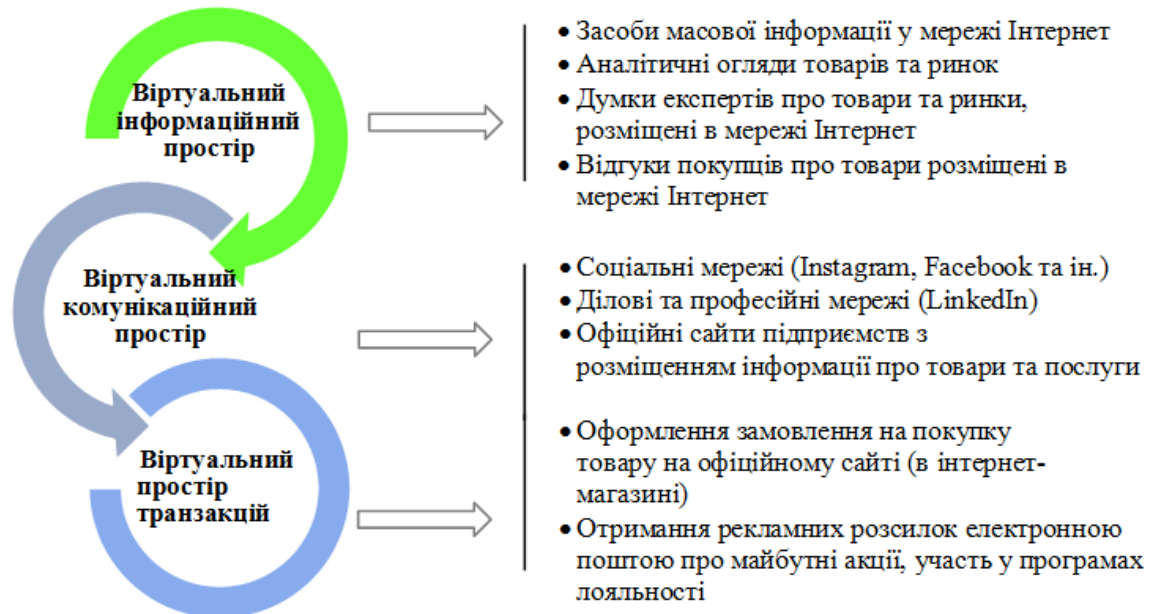 Віртуальний
інформаційний
простір
• Засоби масової інформації у мережі Інтернет
• Аналітичні огляди товарів та ринок
• Думки експертів про товари та ринки,
розміщені в мережі Інтернет
• Відгуки покупців про товари розміщені в
мережі Інтернет
Віртуальний
комунікаційний
простір
• Соціальні мережі (Instagram, Facebook та ін.)
• Ділові та професійні мережі (LinkedIn)
• Офіційні сайти підприємств з
розміщенням інформації про товари та послуги
Віртуальний
простір
транзакцій
• Оформлення замовлення на покупку
товару на офіційному сайті (в інтернет-
магазині)
• Отримання рекламних розсилок електронною
поштою про майбутні акції, участь у програмах
лояльності